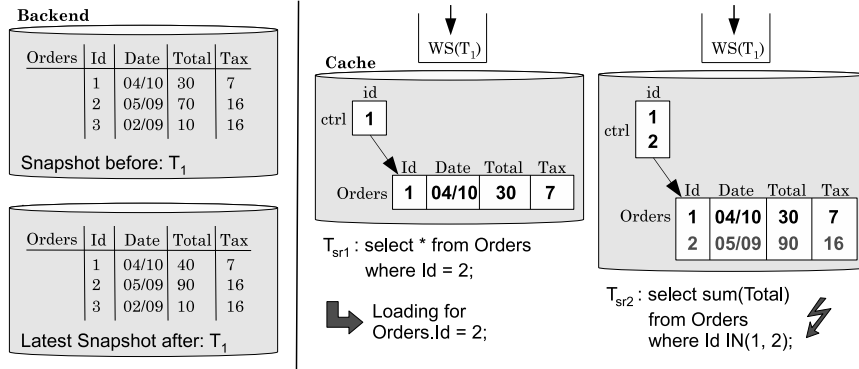 Backend
Orders Id Date Total Tax
1 04/10 30 7
2 05/09 70 16
3 02/09 10 16
Snapshot before: T1
Orders Id Date Total Tax
1 04/10 40 7
2 05/09 90 16
3 02/09 10 16
Latest Snapshot after: T1
WS(T1)
Cache
id
ctrl 1
Id Date Total Tax
Orders 1 04/10 30 7
Tsr1 : select * from Orders
where Id = 2;
Loading for
Orders.Id = 2;
WS(T1)
id
ctrl 1
2
Id Date Total Tax
Orders 1 04/10 30 7
2 05/09 90 16
Tsr2 : select sum(Total)
from Orders
where Id IN(1, 2);